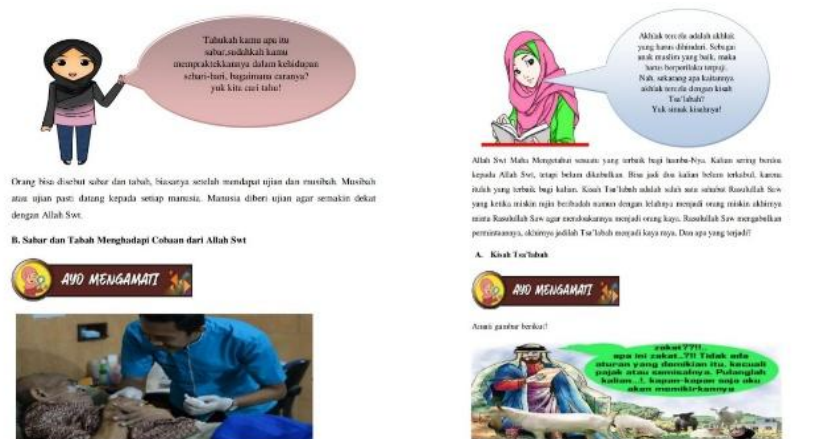 Tahukah kamu apa itu
sabar,sudahkah kamu
mempraktekkannya dalam kehidupan
sehari-hari, bagaimana caranya?
yuk kita cari tahu!
Orang bisa disebut sabar dan tabah, biasanya setelah mendapat ujian dan musibah. Musibah
atau ujian pasti datang kepada setiap manusia. Manusia diberi ujian agar semakin dekat
dengan Allah Swt.
B. Sabar dan Tabah Menghadapi Cobaan dari Allah Swt
AYO MENGAMATI
Akhlak tercela adalah akhlak
yang harus dihindari. Sebagai
anak muslim yang baik, maka
harus berperilaku terpuji.
Nah, sekarang apa kaitannya
akhlak tercela dengan kisah
Tsa'labah?
Yuk simak kisahnya!
Allah Swt Maha Mengetahui sesuatu yang terbaik bagi hamba-Nya. Kalian sering berdoa
kepada Allah Swt, tetapi belum dikabulkan. Bisa jadi doa kalian belum terkabul, karena
itulah yang terbaik bagi kalian. Kisah Tsa'labah adalah salah satu sahabat Rasulullah Saw
yang ketika miskin rajin beribadah namun dengan lelahnya menjadi orang miskin akhirnya
minta Rasulullah Saw agar mendoakannya menjadi orang kaya. Rasulullah Saw mengabulkan
permintaannya, akhirnya jadilah Tsa'labah menjadi kaya raya. Dan apa yang terjadi?
A. Kisah Tsa'labah
AYO MENGAMATI
Amati gambar berikut!
zakat??!!..
apa ini zakat..?!! Tidak ada
aturan yang demikian itu, kecuali
pajak atau semisalnya. Pulanglah
kalian...!, kapan-kapan saja aku
akan memikirkannya